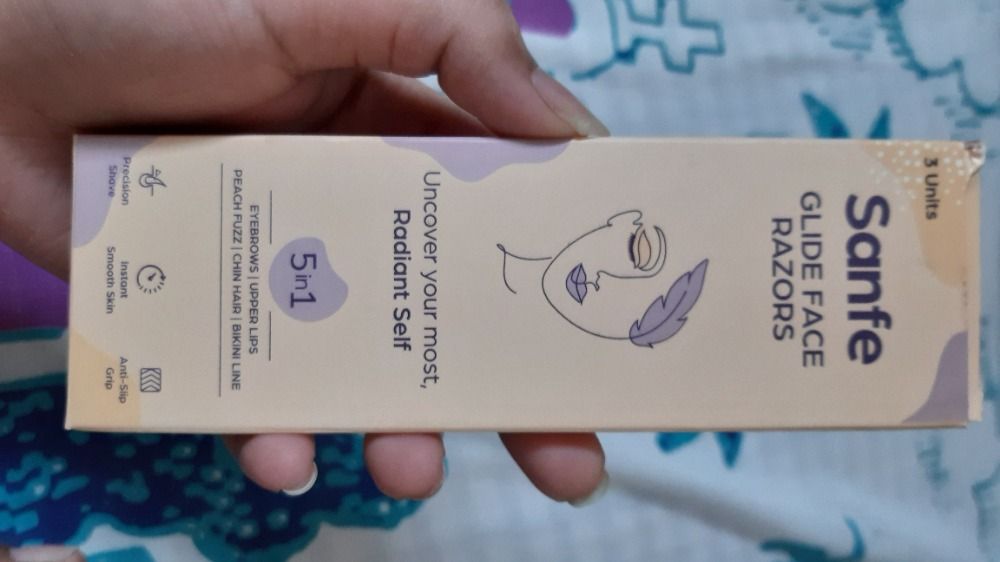 3 Units
Sanfe
GLIDE FACE
RAZORS
Uncover your most,
Radiant Self
5 in 1
EYEBROWS | UPPER LIPS
PEACH FUZZ | CHIN HAIR | BIKINI LINE
Precision
Shave
Instant
Smooth Skin
Anti-Slip
Grip